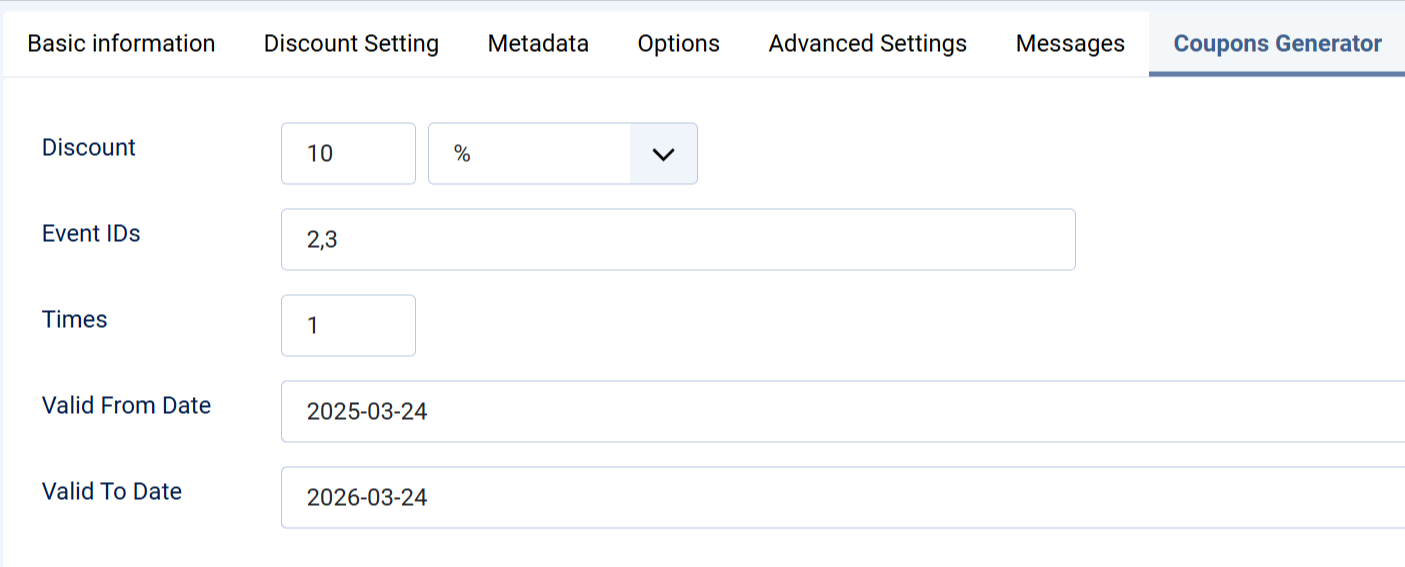 Basic information Discount Setting Metadata Options Advanced Settings Messages Coupons Generator
Discount 10 %
Event IDs 2,3
Times 1
Valid From Date 2025-03-24
Valid To Date 2026-03-24